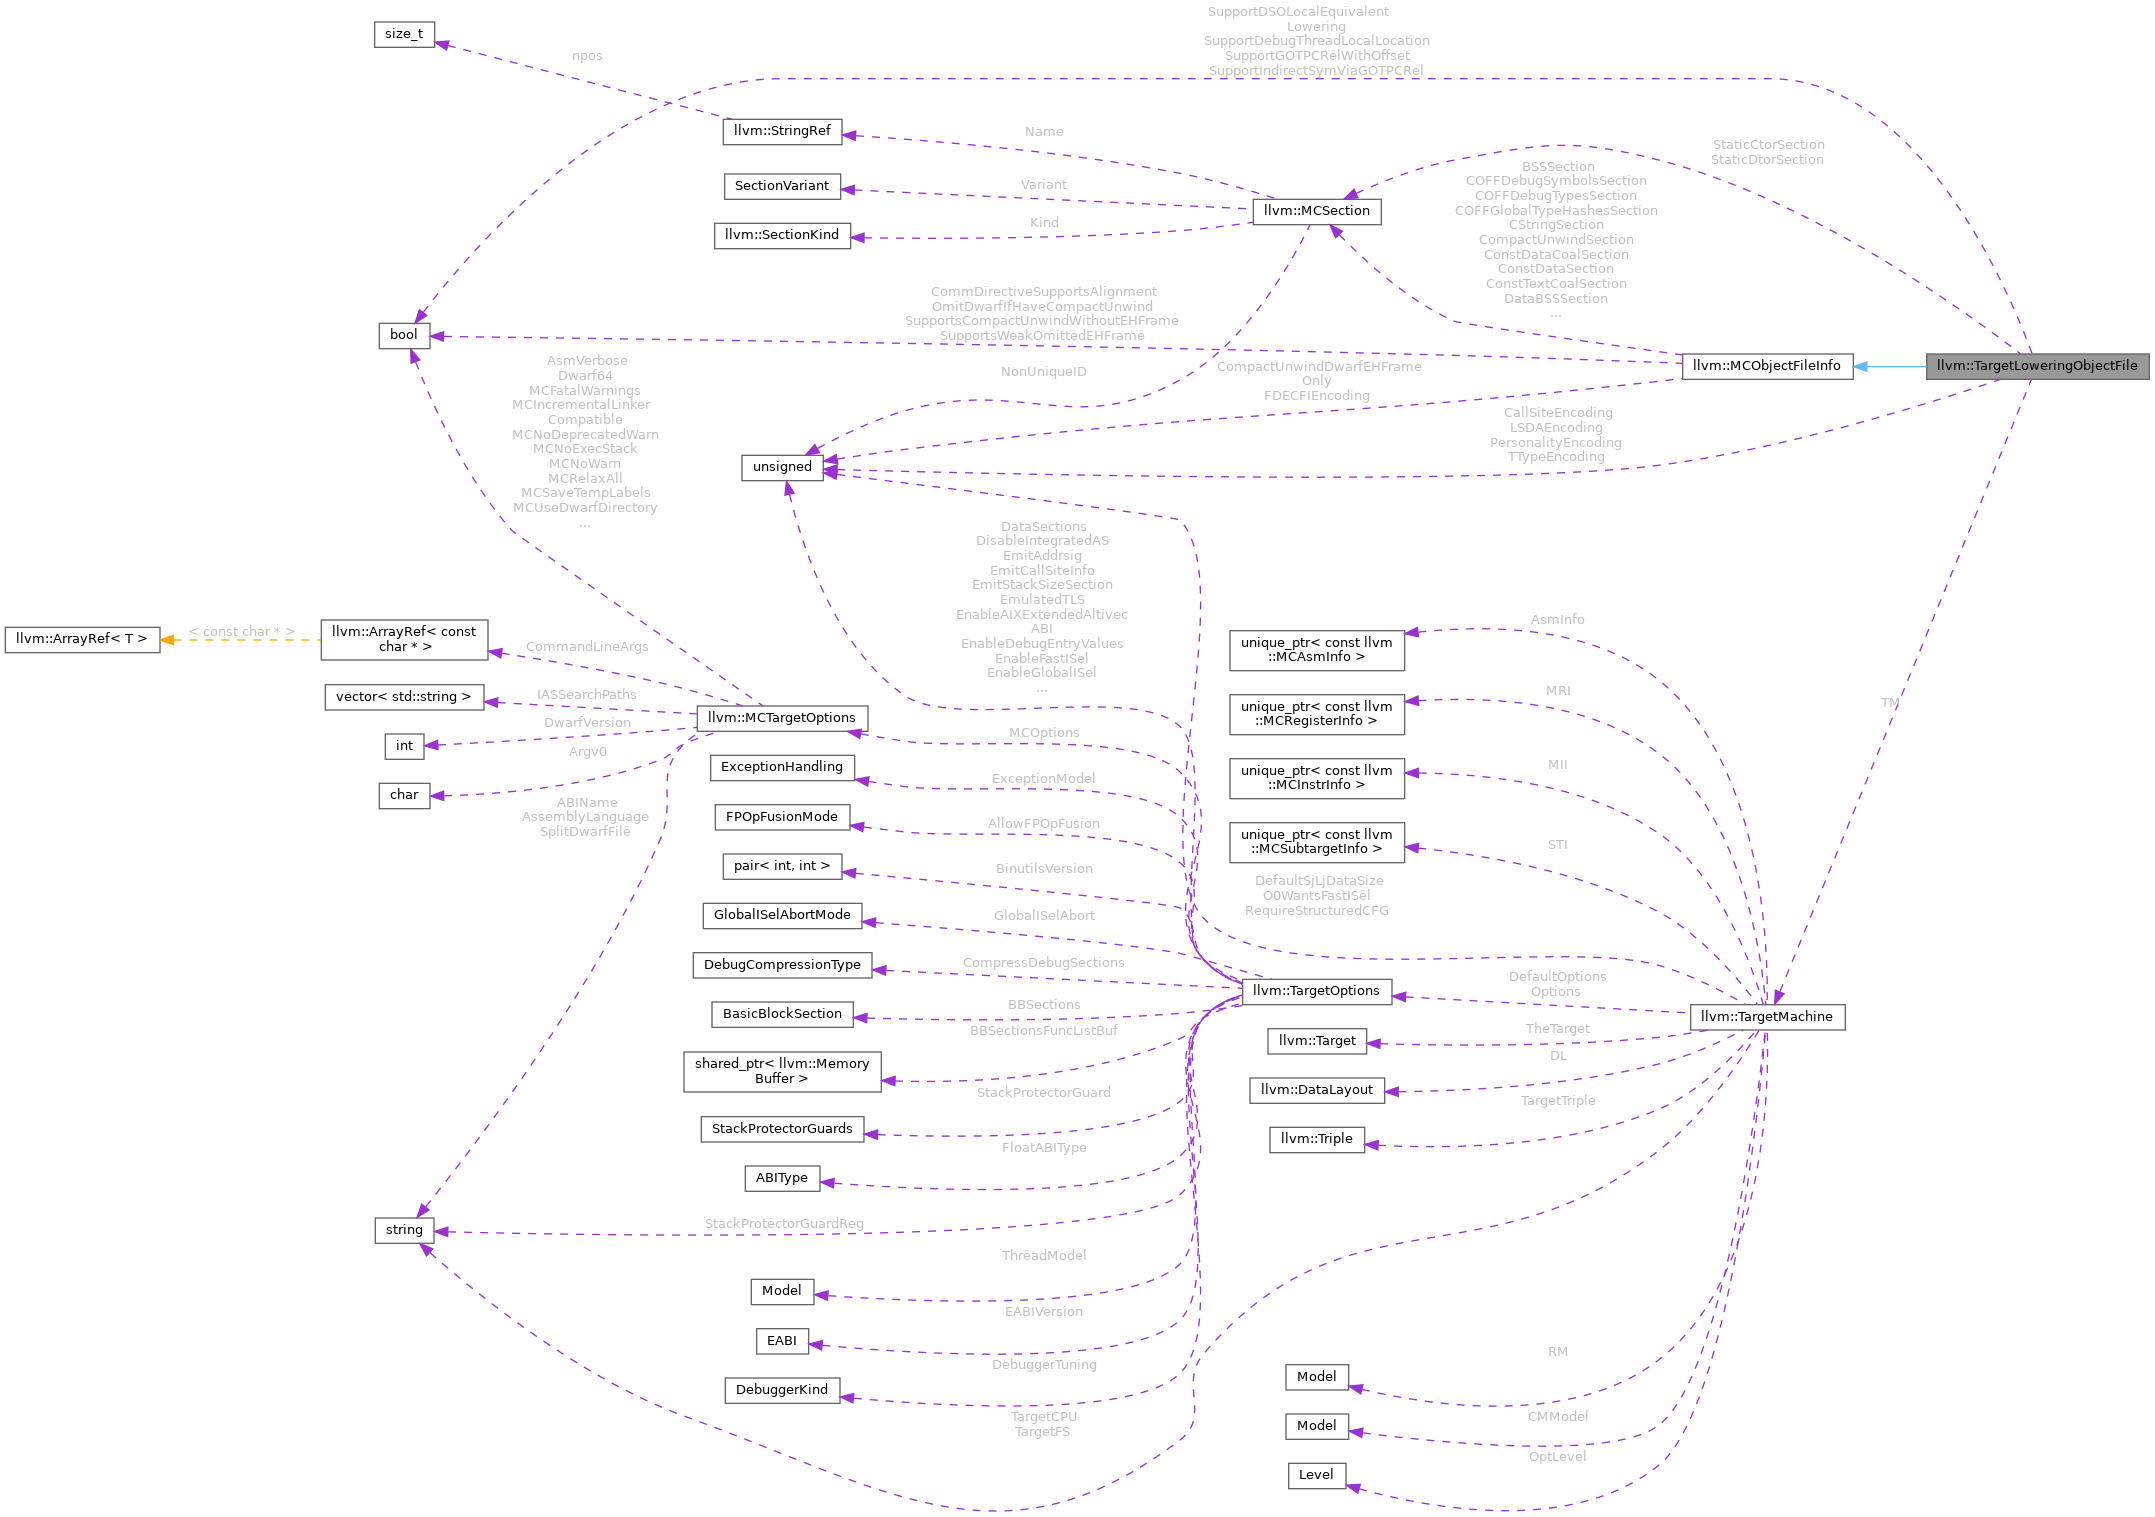 SupportDSOLocalEquivalent
Lowering
SupportDebugThreadLocalLocation
SupportGOTPCRelWithOffset
SupportIndirectSymViaGOTPCRel
size_t
npos
llvm::StringRef
Name
StaticCtorSection
StaticDtorSection
SectionVariant
Variant
llvm::SectionKind
Kind
llvm::MCSection
BSSSection
COFFDebugSymbolsSection
COFFDebugTypesSection
COFFGlobalTypeHashesSection
CStringSection
CompactUnwindSection
ConstDataCoalSection
ConstDataSection
ConstTextCoalSection
DataBSSSection
...
CommDirectiveSupportsAlignment
OmitDwarfIfHaveCompactUnwind
SupportsCompactUnwindWithoutEHFrame
SupportsWeakOmittedEHFrame
bool
NonUniqueID
CompactUnwindDwarfEHFrame
Only
FDECFIEncoding
llvm::MCObjectFileInfo
llvm::TargetLoweringObjectFile
AsmVerbose
Dwarf64
MCFatalWarnings
MCIncrementalLinker
Compatible
MCNoDeprecatedWarn
MCNoExecStack
MCNoWarn
MCRelaxAll
MCSaveTempLabels
MCUseDwarfDirectory
...
CallSiteEncoding
LSDAEncoding
PersonalityEncoding
TTypeEncoding
unsigned
DataSections
DisableIntegratedAS
EmitAddrsig
EmitCallSiteInfo
EmitStackSizeSection
EmulatedTLS
EnableAIXExtendedAltivec
ABI
EnableDebugEntryValues
EnableFastISel
EnableGlobalISel
...
llvm::ArrayRef< T >
< const char * >
llvm::ArrayRef< const
char * >
CommandLineArgs
vector< std::string >
IASSearchPaths
int
DwarfVersion
char
Argv0
ABIName
AssemblyLanguage
SplitDwarfFile
llvm::MCTargetOptions
MCOptions
ExceptionHandling
ExceptionModel
FPOpFusionMode
AllowFPOpFusion
pair< int, int >
BinutilsVersion
GlobalISelAbortMode
GlobalISelAbort
DebugCompressionType
CompressDebugSections
BasicBlockSection
BBSections
BBSectionsFuncListBuf
shared_ptr< llvm::Memory
Buffer >
StackProtectorGuard
StackProtectorGuards
FloatABIType
ABIType
string
StackProtectorGuardReg
ThreadModel
Model
EABIVersion
EABI
DebuggerTuning
DebuggerKind
TargetCPU
TargetFS
unique_ptr< const llvm
::MCAsmInfo >
AsmInfo
unique_ptr< const llvm
::MCRegisterInfo >
MRI
TM
unique_ptr< const llvm
::MCInstrInfo >
MII
unique_ptr< const llvm
::MCSubtargetInfo >
STI
DefaultSjLjDataSize
O0WantsFastISel
RequireStructuredCFG
llvm::TargetOptions
DefaultOptions
Options
llvm::TargetMachine
llvm::Target
TheTarget
DL
llvm::DataLayout
TargetTriple
llvm::Triple
RM
Model
CMModel
Model
OptLevel
Level